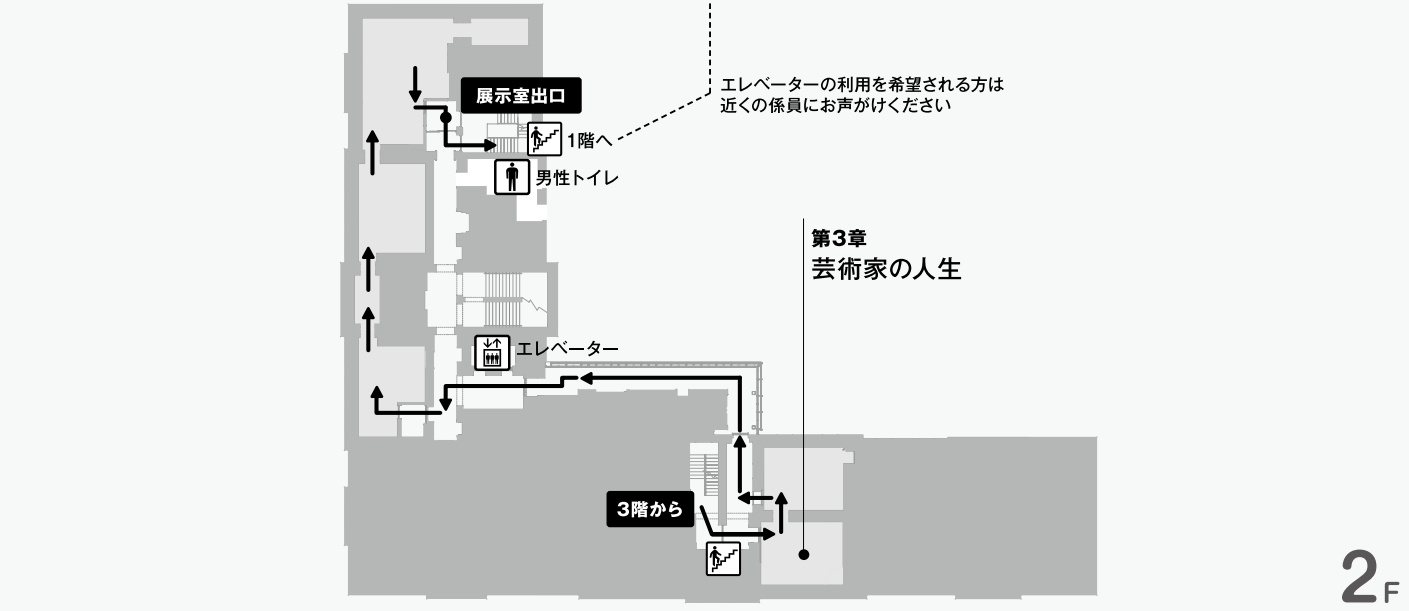 エレベーターの利用を希望される方は
近くの係員にお声がけください
展示室出口
1階へ
男性トイレ
第3章
芸術家の人生
エレベーター
3階から
2F